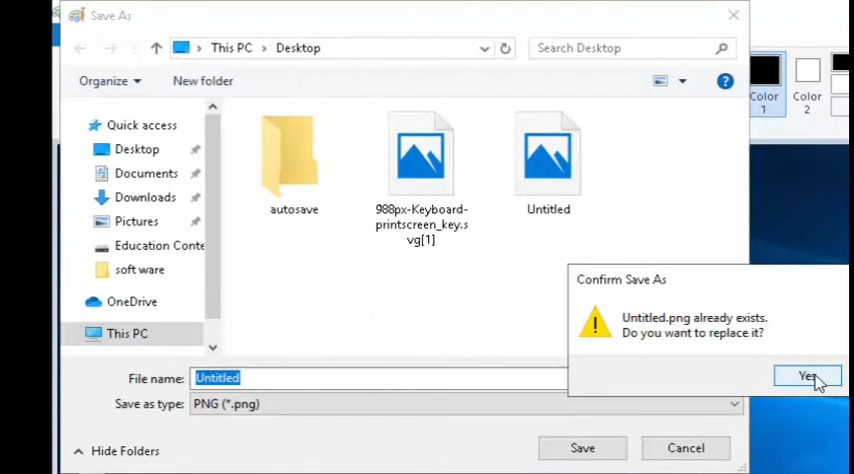 Save As
This PC > Desktop
Search Desktop
Organize
New folder
Color
1
Color
2
Quick access
Desktop
Documents
Downloads
Pictures
Education Conte
soft ware
OneDrive
This PC
autosave
988px-Keyboard-
printscreen_key.s
vg[1]
Untitled
Confirm Save As
Untitled.png already exists.
Do you want to replace it?
Yes
File name: Untitled
Save as type: PNG (*.png)
Hide Folders
Save
Cancel